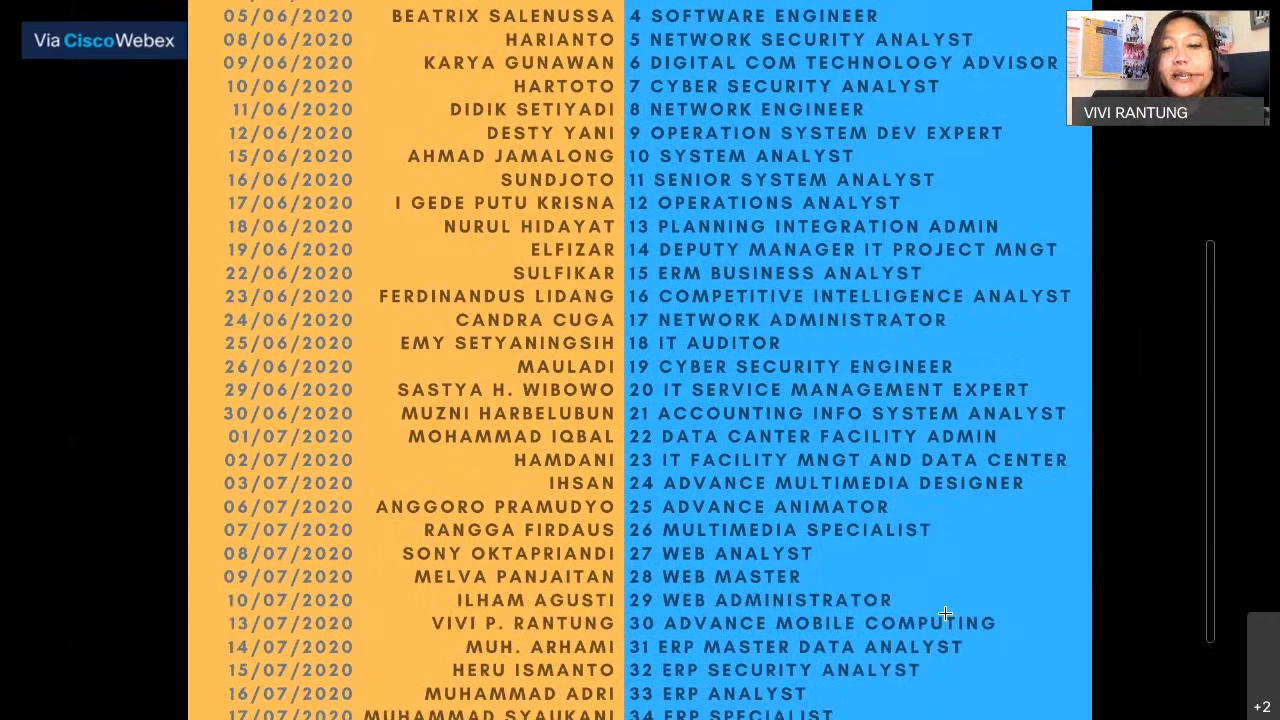 Via Cisco Webex
05/06/2020 BEATRIX SALENUSSA 4 SOFTWARE ENGINEER
08/06/2020 HARIANTO 5 NETWORK SECURITY ANALYST
09/06/2020 KARYA GUNAWAN 6 DIGITAL COM TECHNOLOGY ADVISOR
10/06/2020 HARTOTO 7 CYBER SECURITY ANALYST
VIVI RANTUNG
11/06/2020 DIDIK SETIYADI 8 NETWORK ENGINEER
12/06/2020 DESTY YANI 9 OPERATION SYSTEM DEV EXPERT
15/06/2020 AHMAD JAMALONG 10 SYSTEM ANALYST
16/06/2020 SUNDJOTO 11 SENIOR SYSTEM ANALYST
17/06/2020 I GEDE PUTU KRISNA 12 OPERATIONS ANALYST
18/06/2020 NURUL HIDAYAT 13 PLANNING INTEGRATION ADMIN
19/06/2020 ELFIZAR 14 DEPUTY MANAGER IT PROJECT MNGT
22/06/2020 SULFIKAR 15 ERM BUSINESS ANALYST
23/06/2020 FERDINANDUS LIDANG 16 COMPETITIVE INTELLIGENCE ANALYST
24/06/2020 CANDRA CUGA 17 NETWORK ADMINISTRATOR
25/06/2020 EMY SETYANINGSIH 18 IT AUDITOR
26/06/2020 MAULADI 19 CYBER SECURITY ENGINEER
29/06/2020 SASTYA H. WIBOWO 20 IT SERVICE MANAGEMENT EXPERT
30/06/2020 MUZNI HARBELUBUN 21 ACCOUNTING INFO SYSTEM ANALYST
01/07/2020 MOHAMMAD IQBAL 22 DATA CANTER FACILITY ADMIN
02/07/2020 HAMDANI 23 IT FACILITY MNGT AND DATA CENTER
03/07/2020 IHSAN 24 ADVANCE MULTIMEDIA DESIGNER
06/07/2020 ANGGORO PRAMUDYO 25 ADVANCE ANIMATOR
07/07/2020 RANGGA FIRDAUS 26 MULTIMEDIA SPECIALIST
08/07/2020 SONY OKTAPRIANDI 27 WEB ANALYST
09/07/2020 MELVA PANJAITAN 28 WEB MASTER
10/07/2020 ILHAM AGUSTI 29 WEB ADMINISTRATOR
13/07/2020 VIVI P. RANTUNG 30 ADVANCE MOBILE COMPUTING
14/07/2020 MUH. ARHAMI 31 ERP MASTER DATA ANALYST
15/07/2020 HERU ISMANTO 32 ERP SECURITY ANALYST
16/07/2020 MUHAMMAD ADRI 33 ERP ANALYST
17/07/2020 MUHAMMAD SYAUKANI 34 ERP SPECIALIST
+2